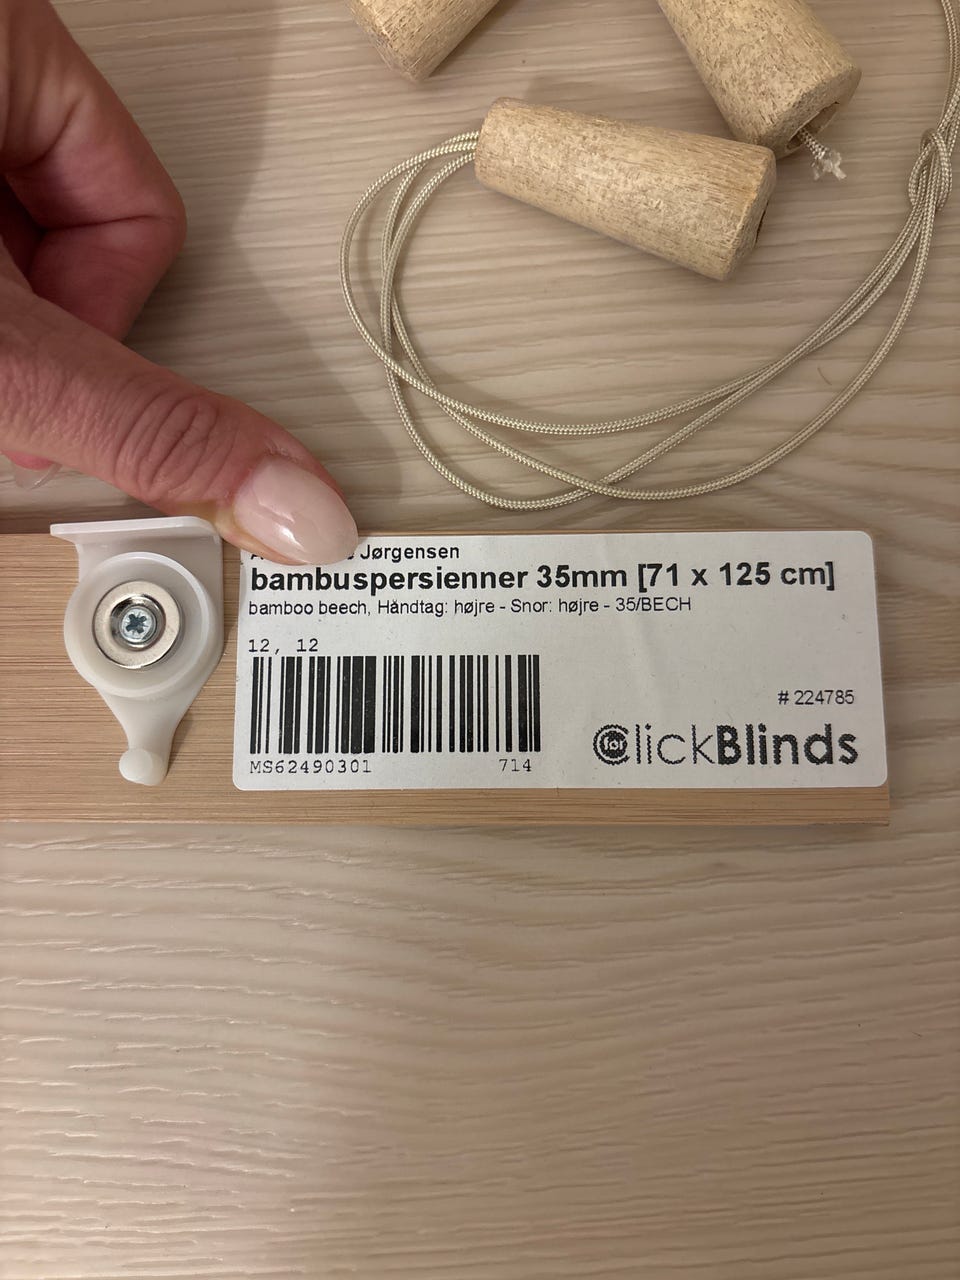 Jørgensen
bambuspersienner 35mm [71 x 125 cm]
bamboo beech, Håndtag: højre - Snor: højre - 35/BECH
12, 12
# 224785
for ClickBlinds
MS62490301 714